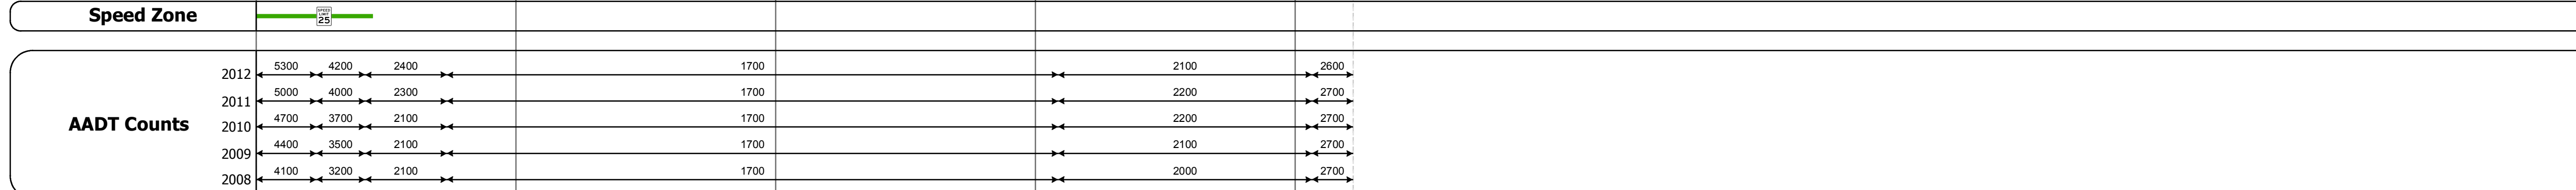 Speed Zone
SPEED LIMIT 25
AADT Counts
2012 5300 4200 2400 1700 2100 2600
2011 5000 4000 2300 1700 2200 2700
2010 4700 3700 2100 1700 2200 2700
2009 4400 3500 2100 1700 2100 2700
2008 4100 3200 2100 1700 2000 2700